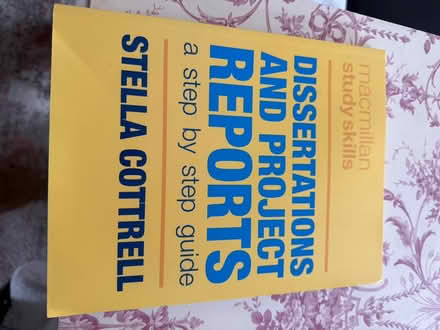 macmillan
study skills
DISSERTATIONS
AND PROJECT
REPORTS
a step by step guide
STELLA COTTRELL